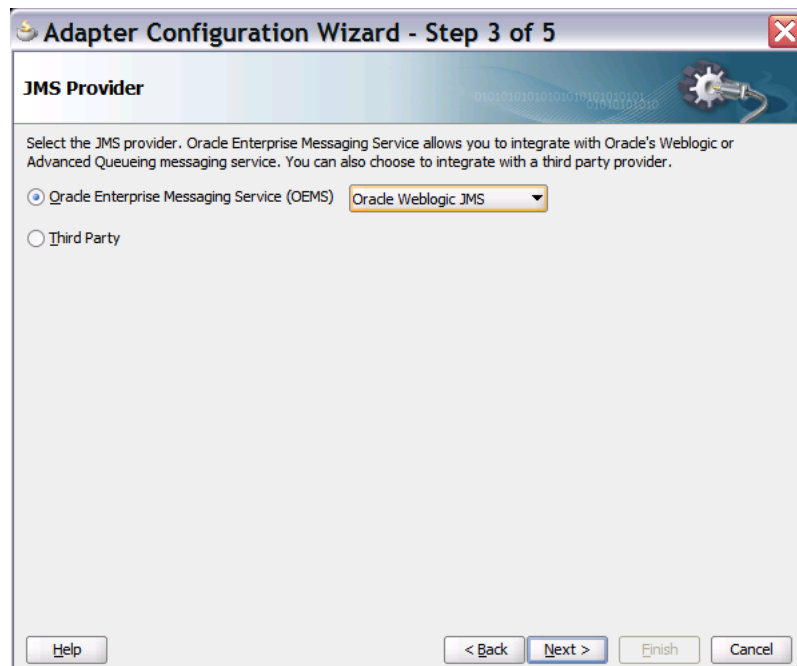 Adapter Configuration Wizard - Step 3 of 5
JMS Provider
Select the JMS provider. Oracle Enterprise Messaging Service allows you to integrate with Oracle's Weblogic or
Advanced Queueing messaging service. You can also choose to integrate with a third party provider.
Oracle Enterprise Messaging Service (OEMS) Oracle Weblogic JMS
Third Party
Help < Back Next > Finish Cancel